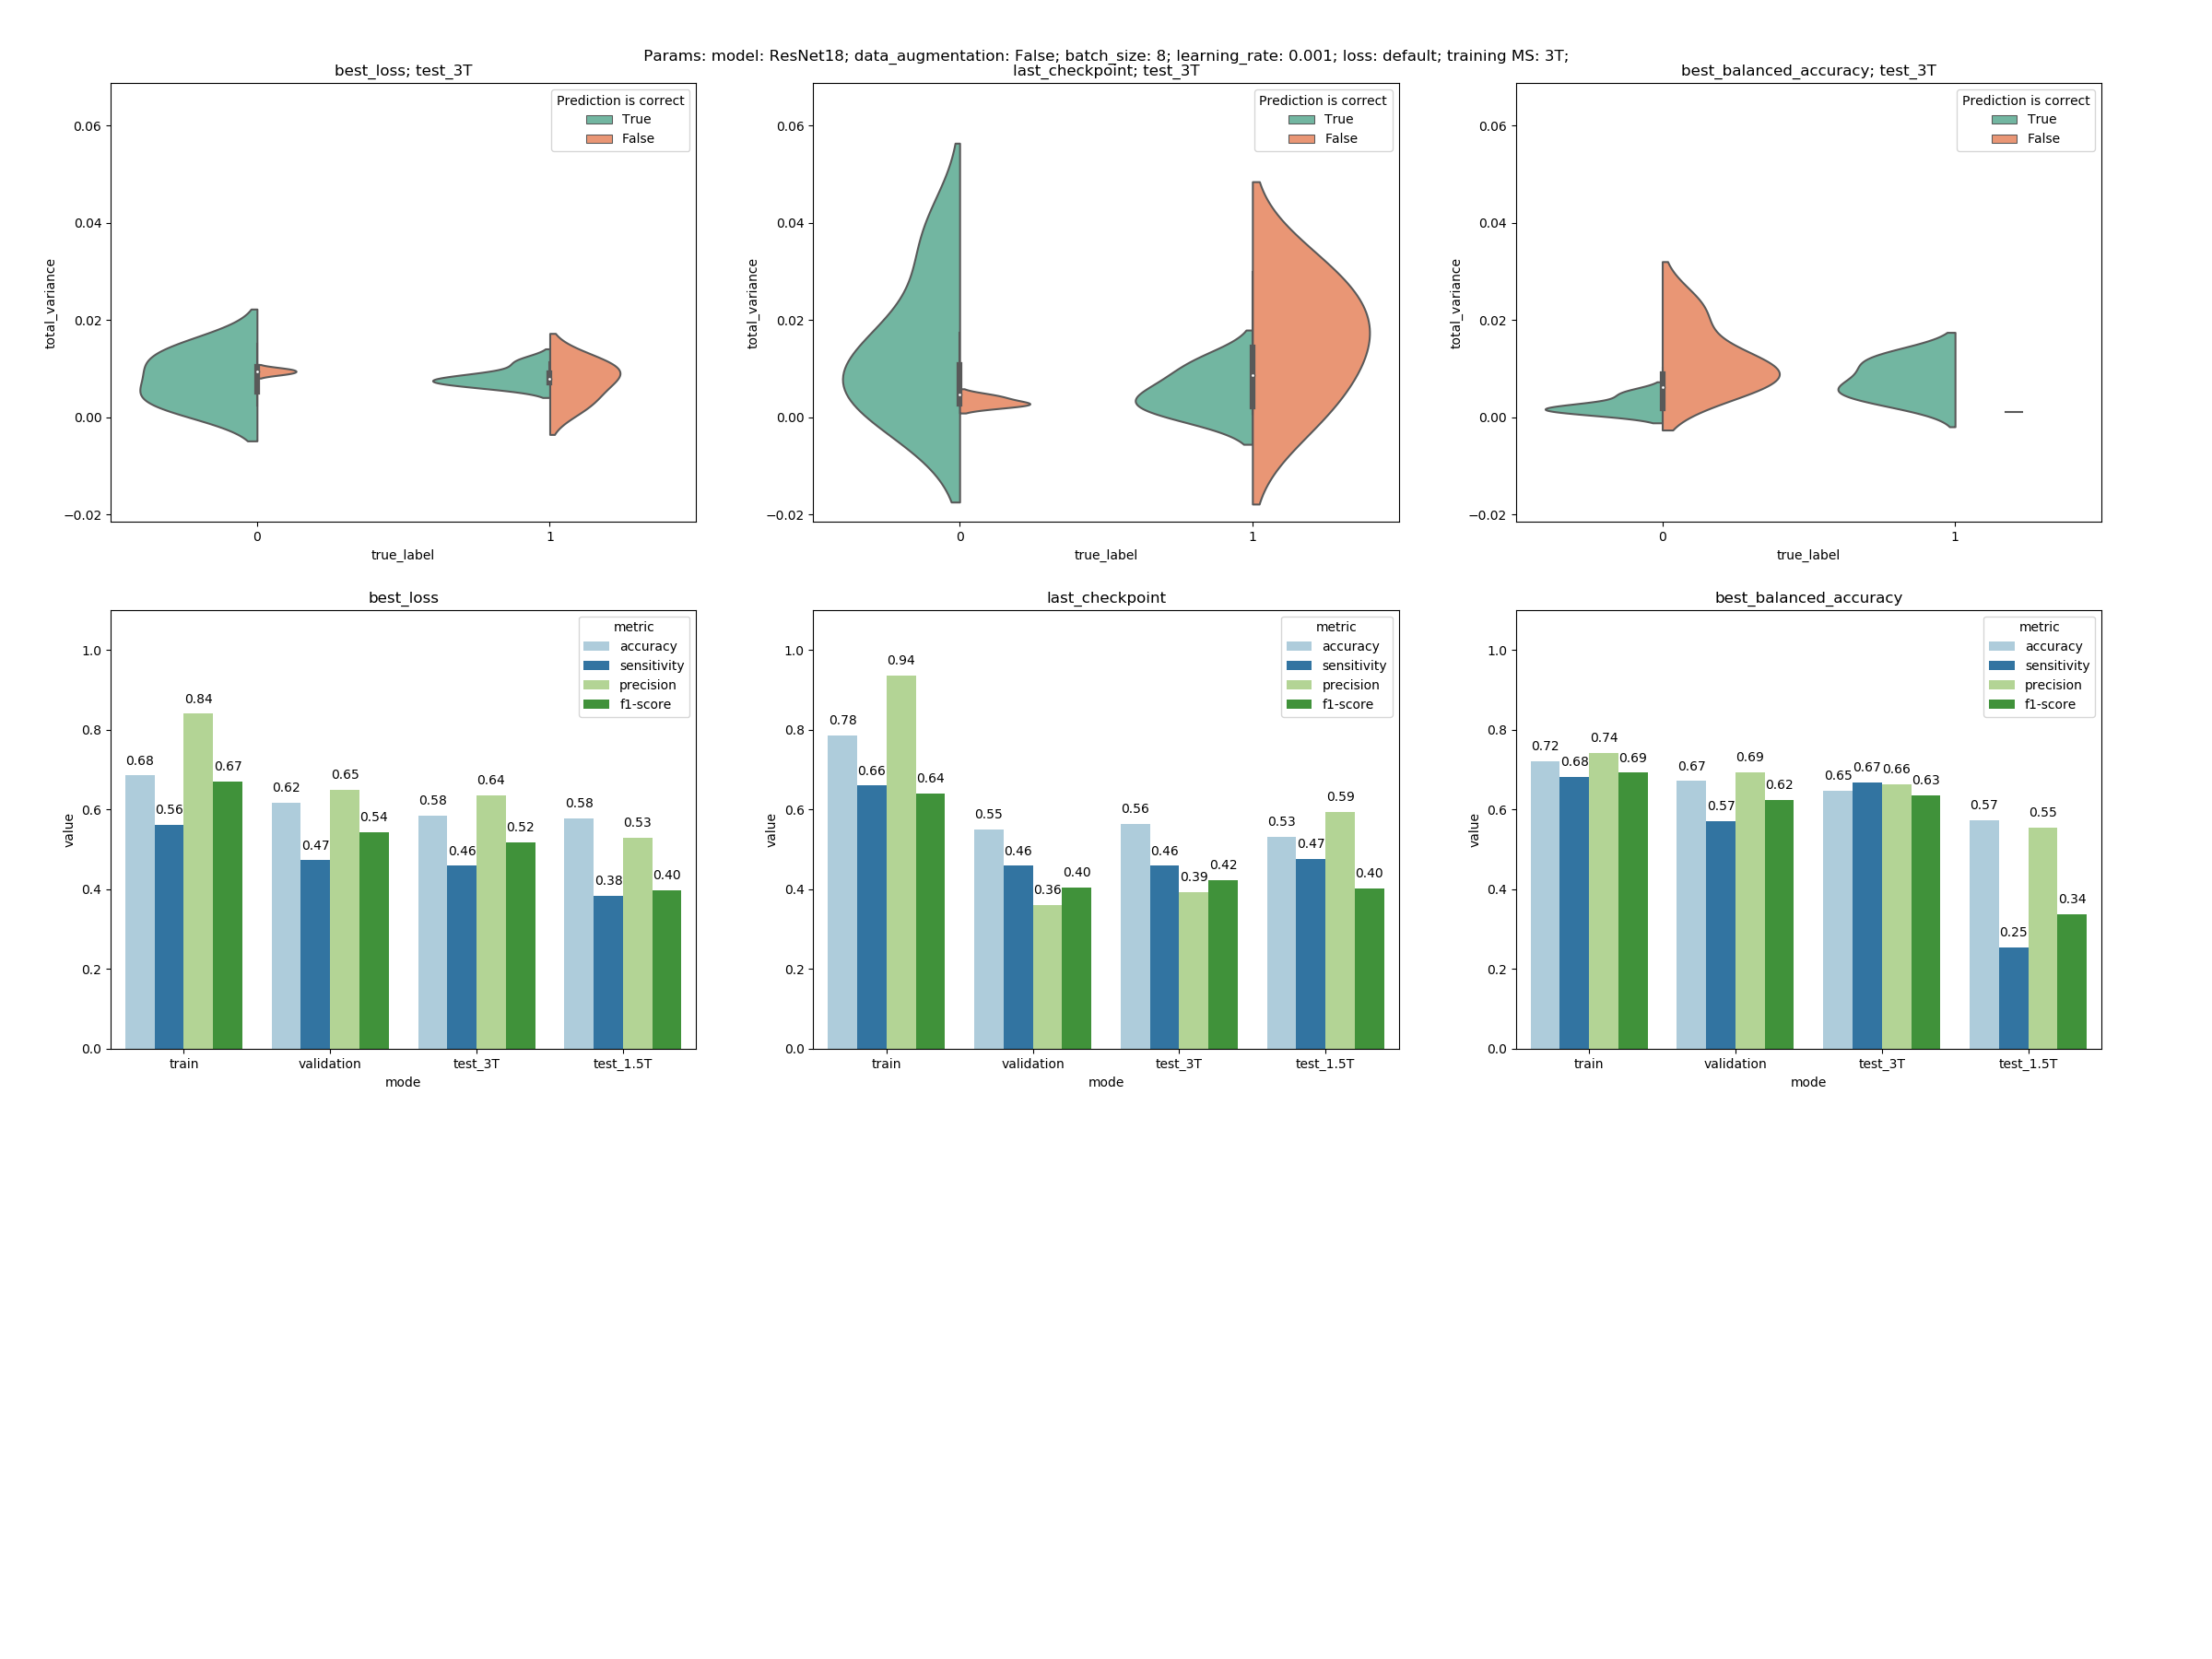 Params: model: ResNet18; data_augmentation: False; batch_size: 8; learning_rate: 0.001; loss: default; training MS: 3T;
best_loss; test_3T
Prediction is correct
True
False
0.06
0.04
0.02
0.00
−0.02
total_variance
0 1
true_label
last_checkpoint; test_3T
Prediction is correct
True
False
0.06
0.04
0.02
0.00
−0.02
total_variance
0 1
true_label
best_balanced_accuracy; test_3T
Prediction is correct
True
False
0.06
0.04
0.02
0.00
−0.02
total_variance
0 1
true_label
best_loss
metric
accuracy
sensitivity
precision
f1-score
1.0
0.8
0.6
0.4
0.2
0.0
value
0.68 0.56 0.84 0.67
0.62 0.47 0.65 0.54
0.58 0.46 0.64 0.52
0.58 0.38 0.53 0.40
train validation test_3T test_1.5T
mode
last_checkpoint
metric
accuracy
sensitivity
precision
f1-score
1.0
0.8
0.6
0.4
0.2
0.0
value
0.78 0.66 0.94 0.64
0.55 0.46 0.36 0.40
0.56 0.46 0.39 0.42
0.53 0.47 0.59 0.40
train validation test_3T test_1.5T
mode
best_balanced_accuracy
metric
accuracy
sensitivity
precision
f1-score
1.0
0.8
0.6
0.4
0.2
0.0
value
0.72 0.68 0.74 0.69
0.67 0.57 0.69 0.62
0.65 0.67 0.66 0.63
0.57 0.25 0.55 0.34
train validation test_3T test_1.5T
mode